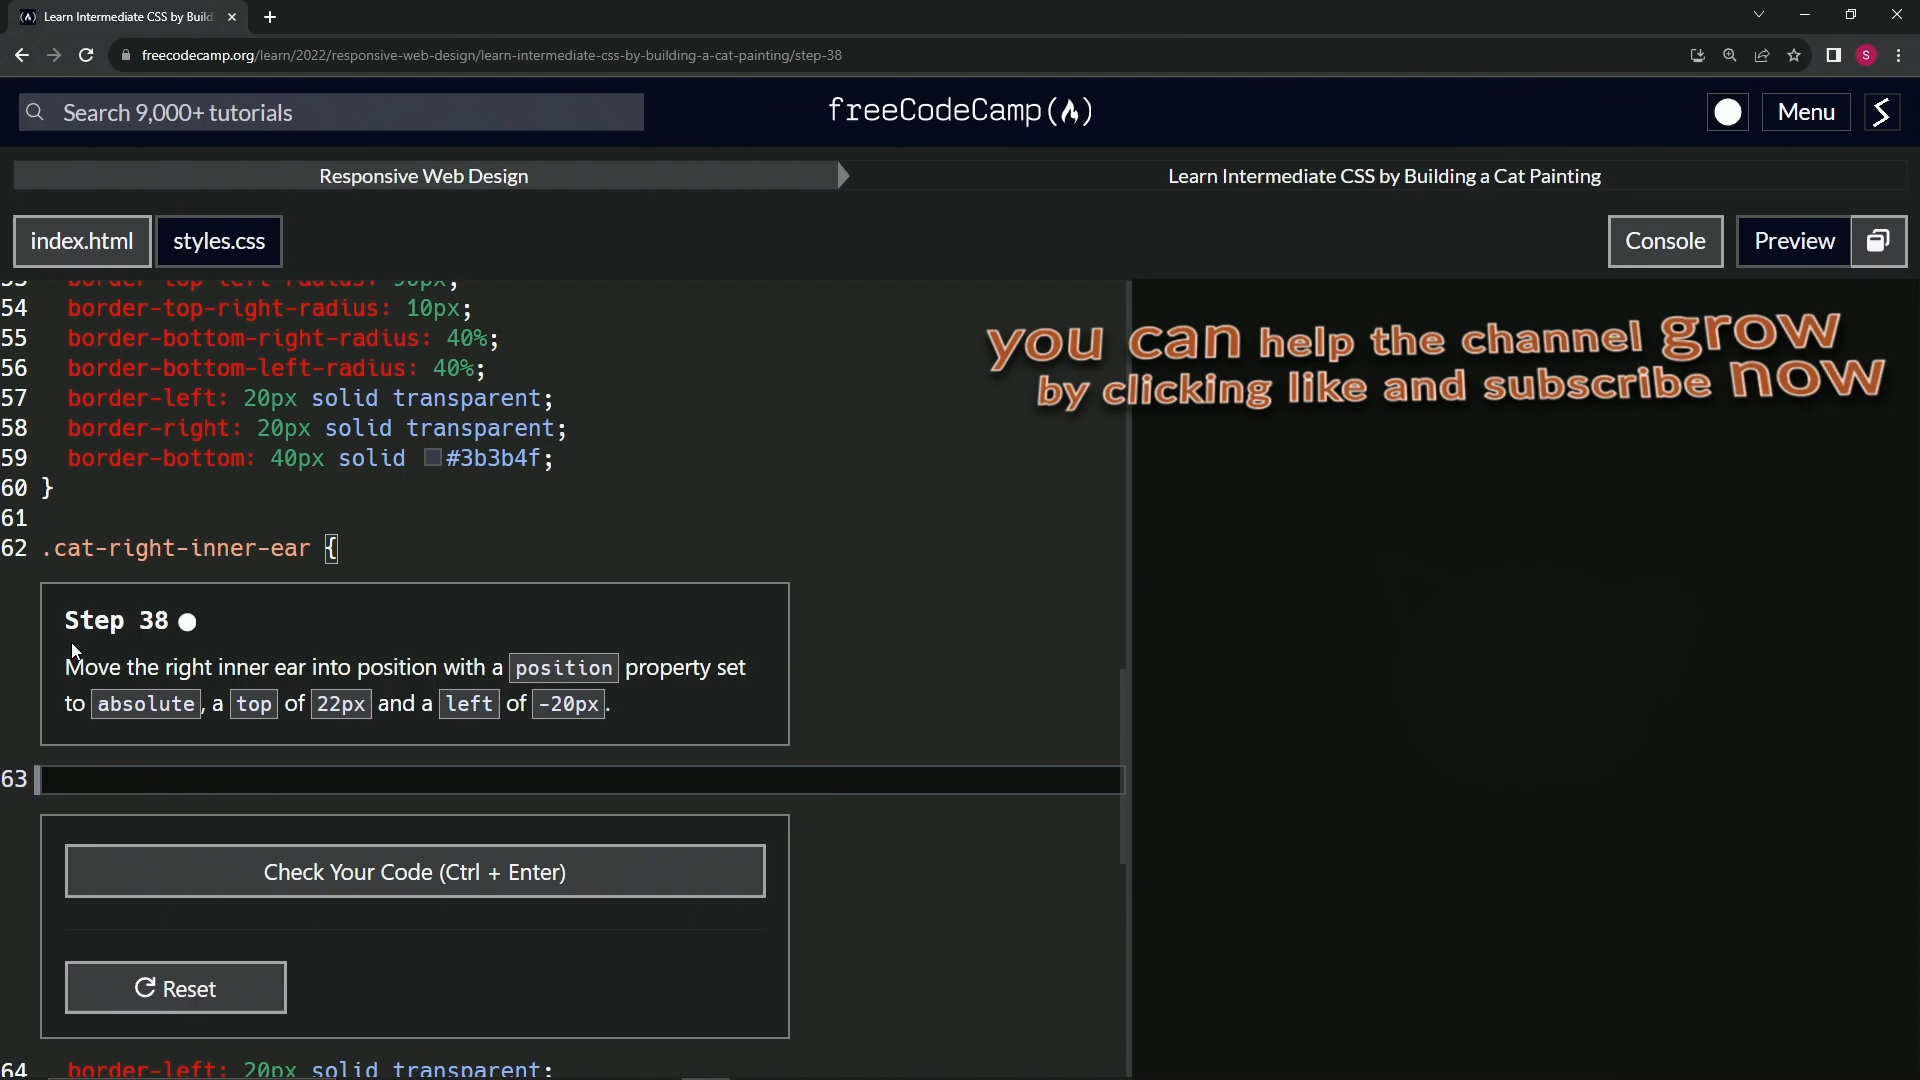 Learn Intermediate CSS by Build
freecodecamp.org/learn/2022/responsive-web-design/learn-intermediate-css-by-building-a-cat-painting/step-38
S
Search 9,000+ tutorials
freeCodeCamp(🔥)
Menu
Responsive Web Design
Learn Intermediate CSS by Building a Cat Painting
index.html
styles.css
Console
Preview
53 border-top-left-radius: 90px;
54 border-top-right-radius: 10px;
55 border-bottom-right-radius: 40%;
56 border-bottom-left-radius: 40%;
57 border-left: 20px solid transparent;
58 border-right: 20px solid transparent;
59 border-bottom: 40px solid #3b3b4f;
60 }
61
62 .cat-right-inner-ear {
you can help the channel grow
by clicking like and subscribe now
Step 38
Move the right inner ear into position with a position property set
to absolute, a top of 22px and a left of -20px.
63
Check Your Code (Ctrl + Enter)
Reset
64 border-left: 20px solid transparent;